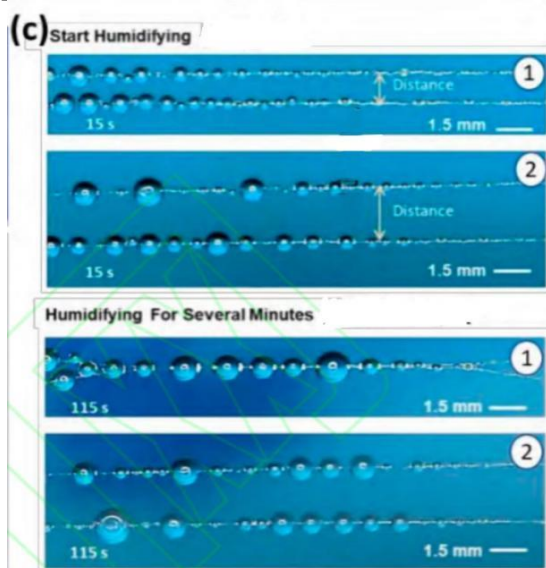 (c) Start Humidifying
1
Distance
15 s 1.5 mm
2
Distance
15 s 1.5 mm
Humidifying For Several Minutes
1
115 s 1.5 mm
2
115 s 1.5 mm